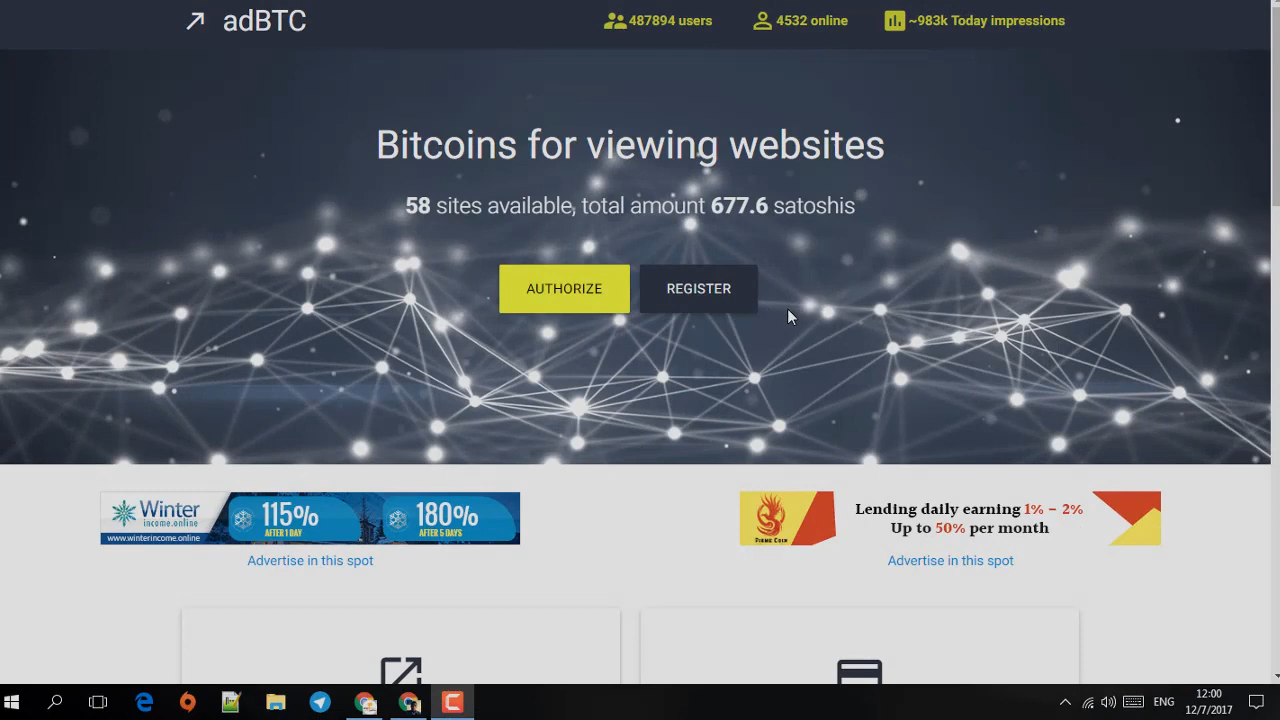 adBTC
487894 users
4532 online
~983k Today impressions
Bitcoins for viewing websites
58 sites available, total amount 677.6 satoshis
AUTHORIZE
REGISTER
Winter
income.online
www.winterincome.online
115%
AFTER 1 DAY
180%
AFTER 5 DAYS
Lending daily earning 1% - 2%
Up to 50% per month
Advertise in this spot
Advertise in this spot
ENG
12:00
12/7/2017